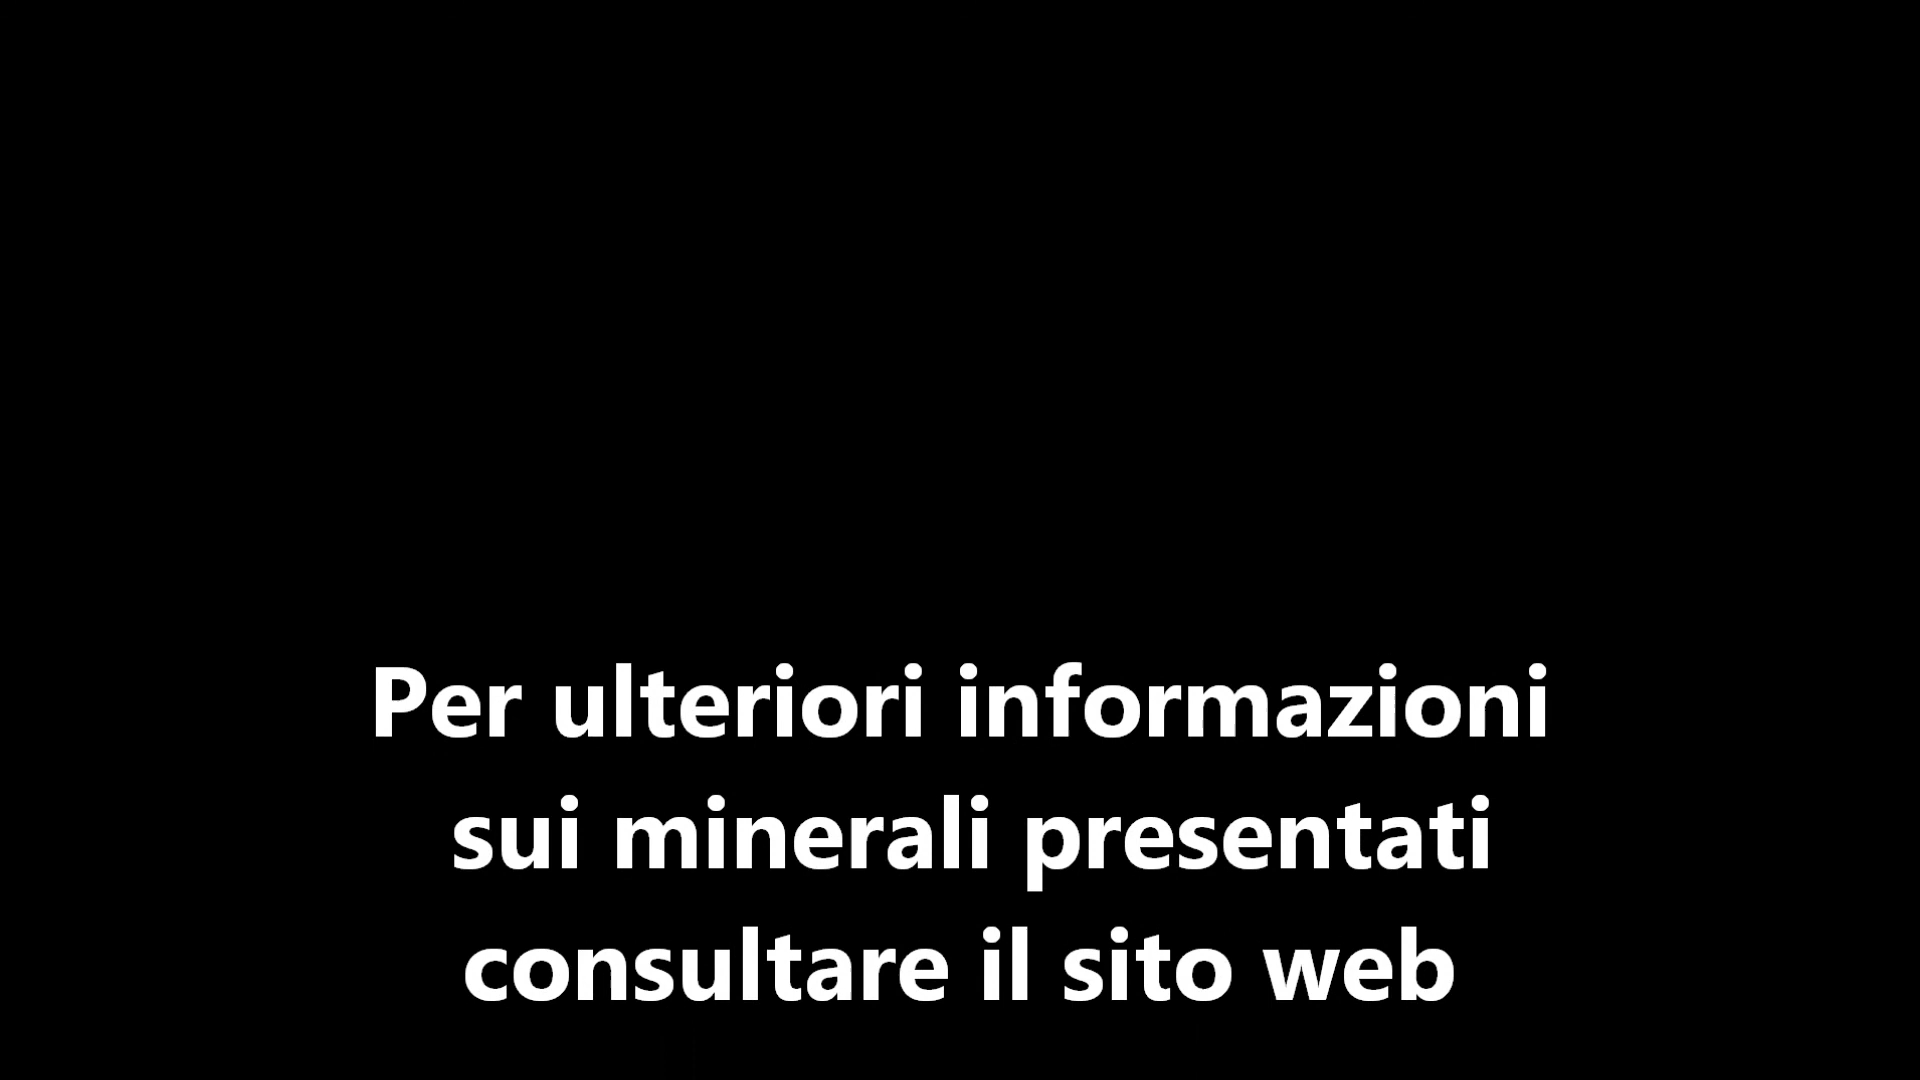 Per ulteriori informazioni
sui minerali presentati
consultare il sito web